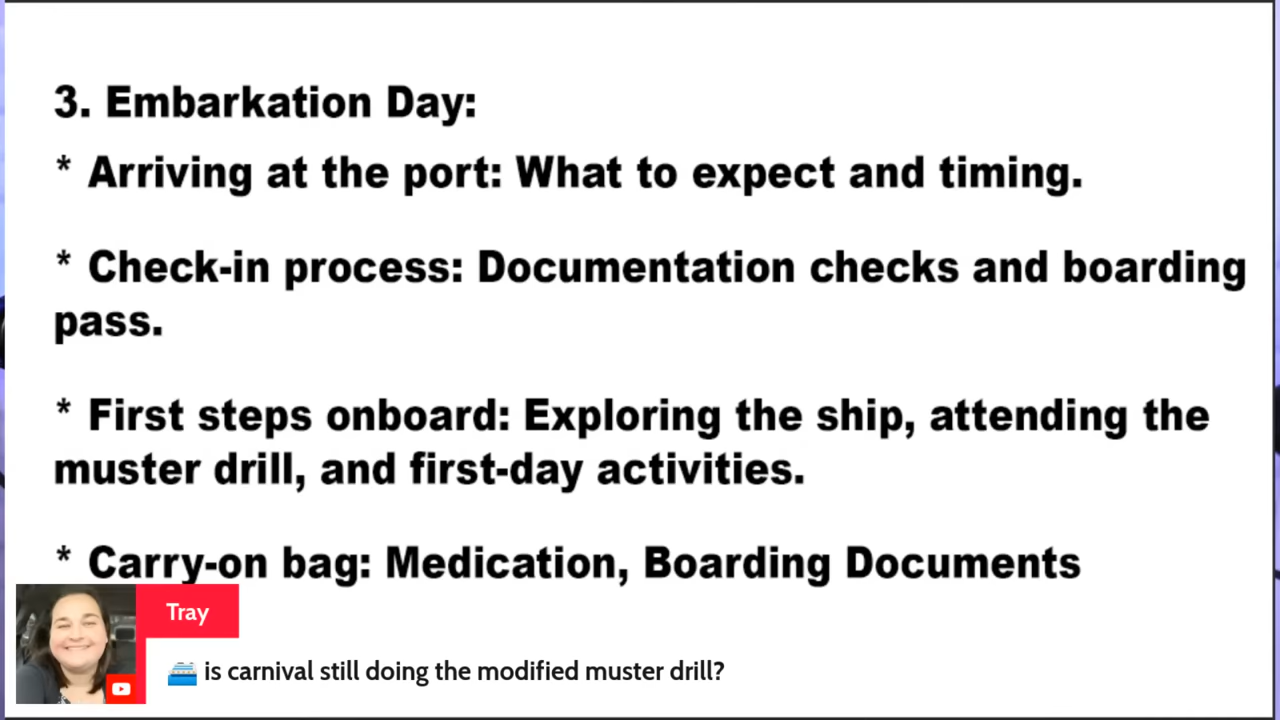 3. Embarkation Day:
* Arriving at the port: What to expect and timing.
* Check-in process: Documentation checks and boarding
pass.
* First steps onboard: Exploring the ship, attending the
muster drill, and first-day activities.
* Carry-on bag: Medication, Boarding Documents
Tray
🚢 is carnival still doing the modified muster drill?